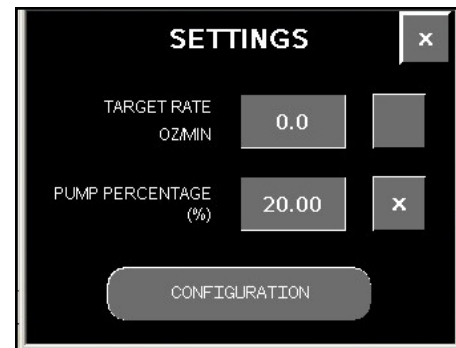 SETTINGS x
TARGET RATE
OZ/MIN
0.0
PUMP PERCENTAGE
(%)
20.00 x
CONFIGURATION